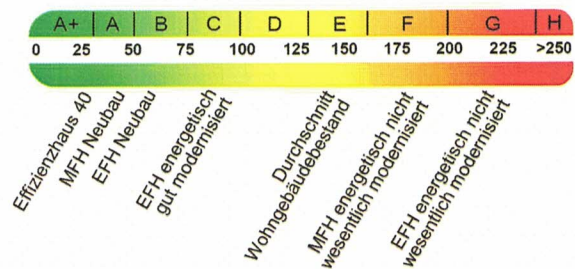 A+ A B C D E F G H
0 25 50 75 100 125 150 175 200 225 >250
Effizienzhaus 40
MFH Neubau
EFH Neubau
EFH energetisch
gut modernisiert
Durchschnitt
Wohngebäudebestand
MFH energetisch nicht
wesentlich modernisiert
EFH energetisch nicht
wesentlich modernisiert